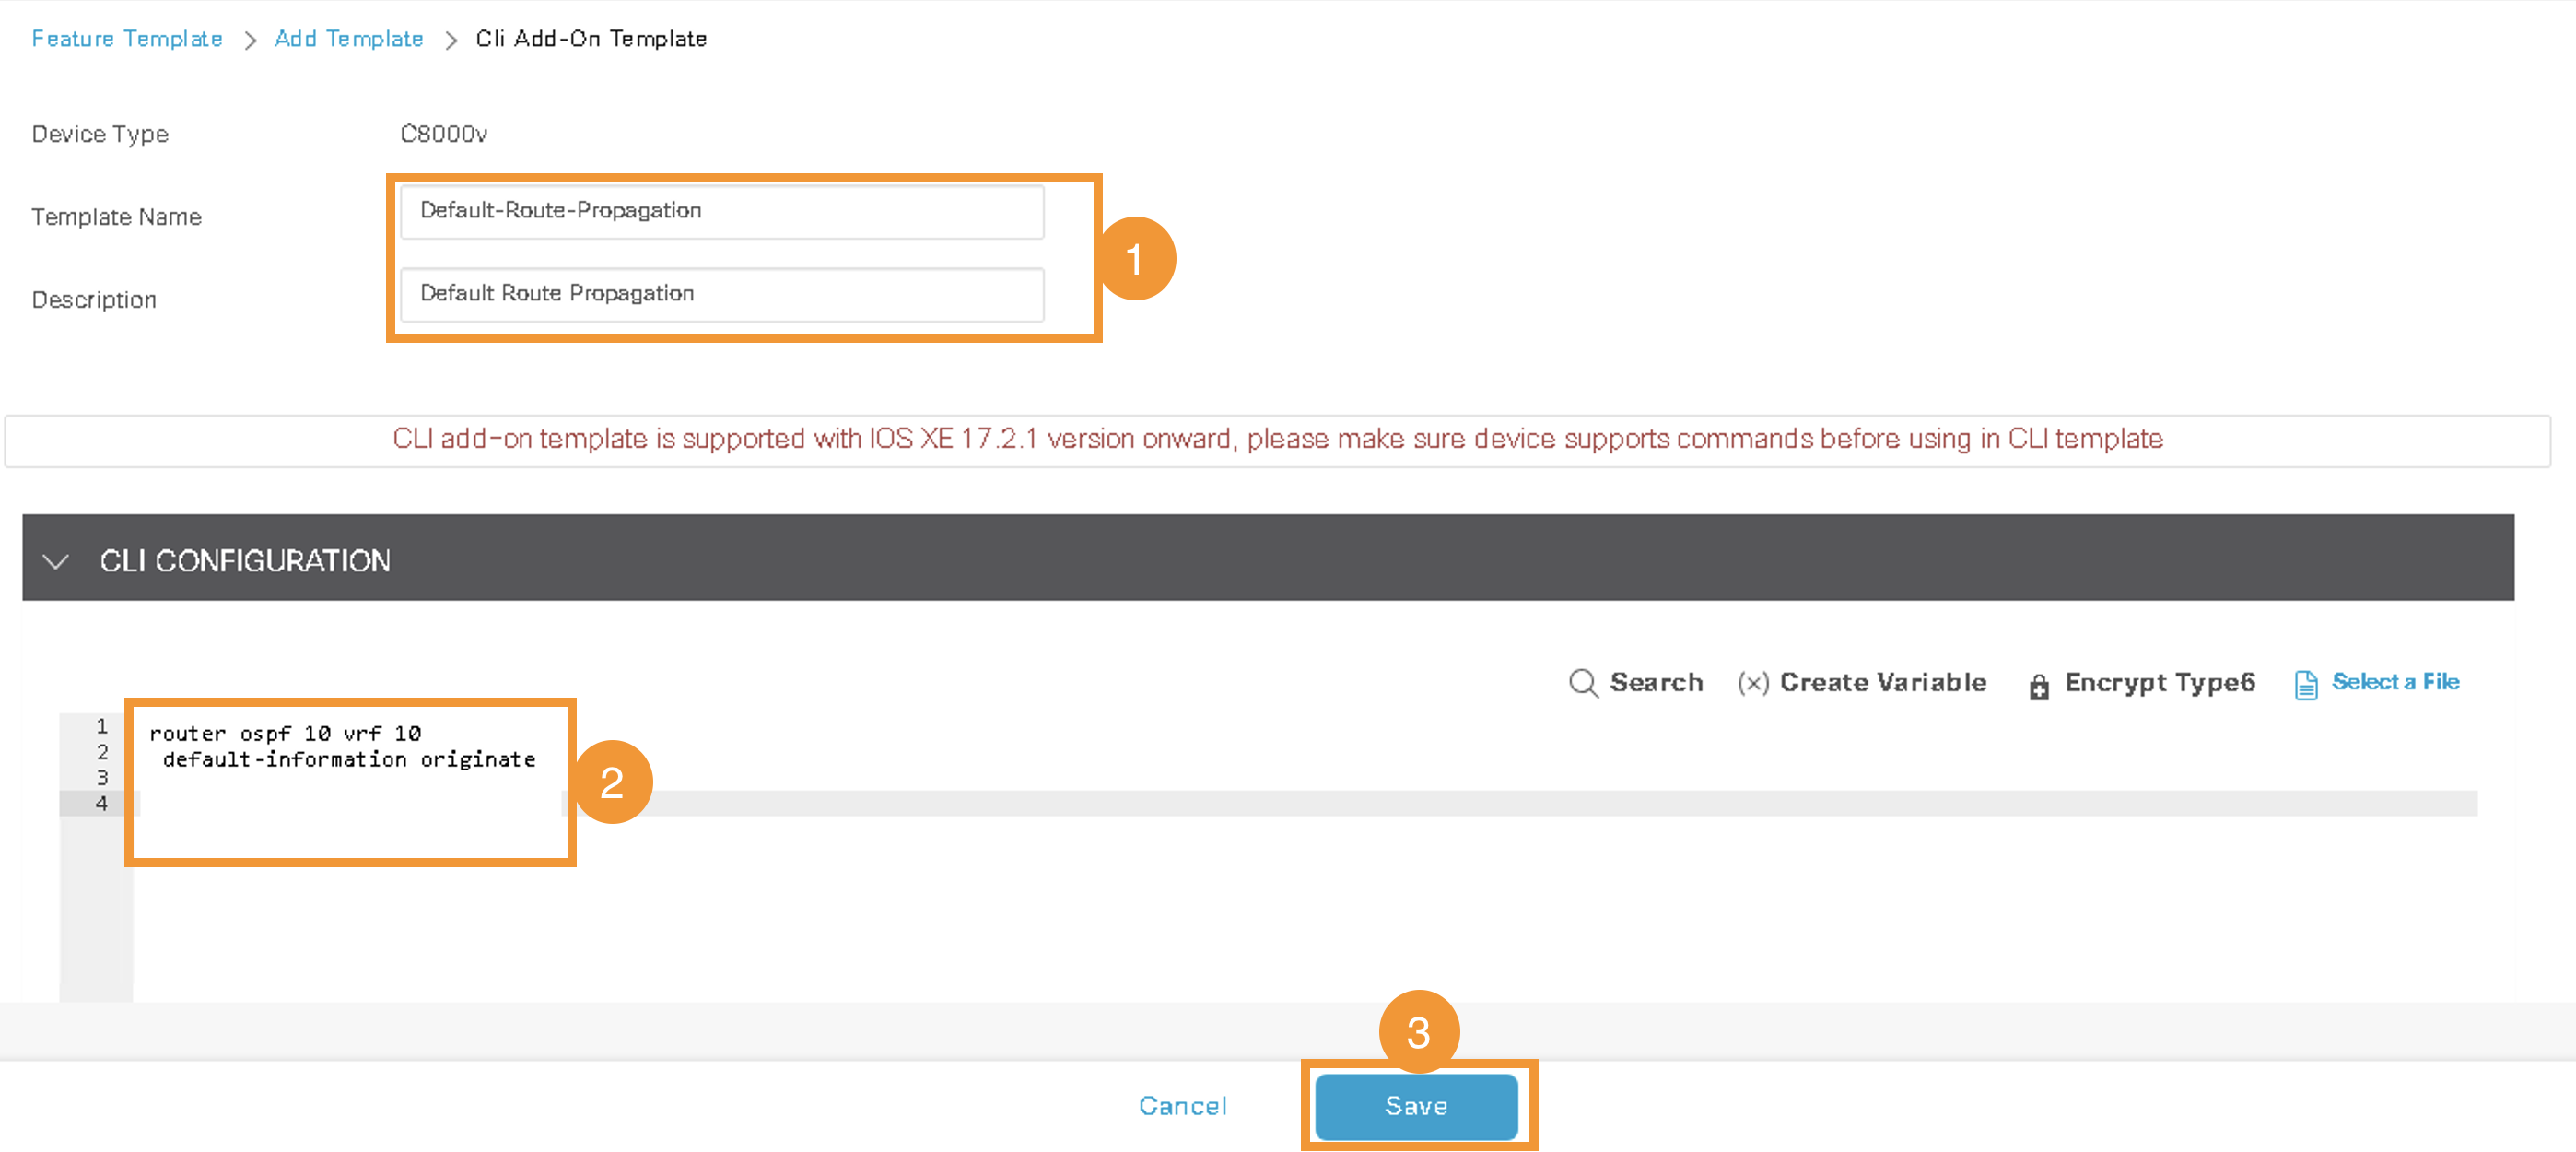 Feature Template > Add Template > Cli Add-On Template
Device Type C8000v
Template Name Default-Route-Propagation
1
Description Default Route Propagation
CLI add-on template is supported with IOS XE 17.2.1 version onward, please make sure device supports commands before using in CLI template
CLI CONFIGURATION
Search (×) Create Variable Encrypt Type6 Select a File
1 router ospf 10 vrf 10
2 default-information originate
3
4
2
3
Cancel Save